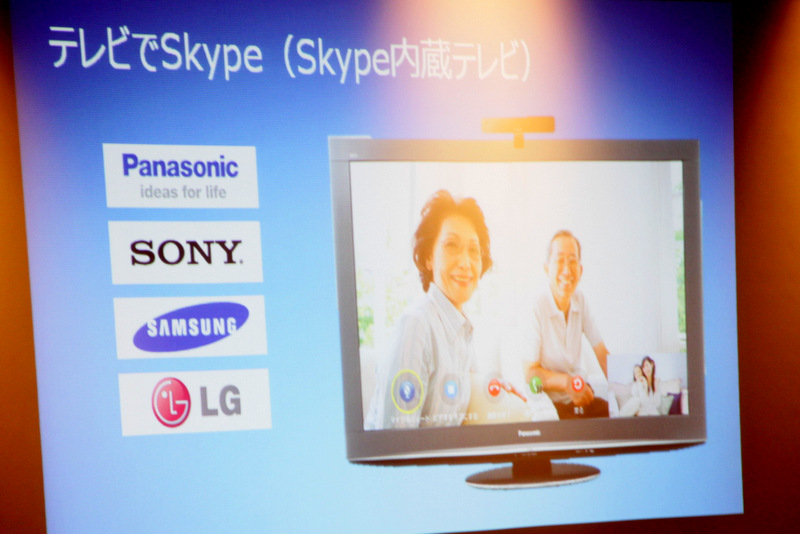 テレビでSkype（Skype内蔵テレビ）
Panasonic
ideas for life
SONY
SAMSUNG
LG
Panasonic